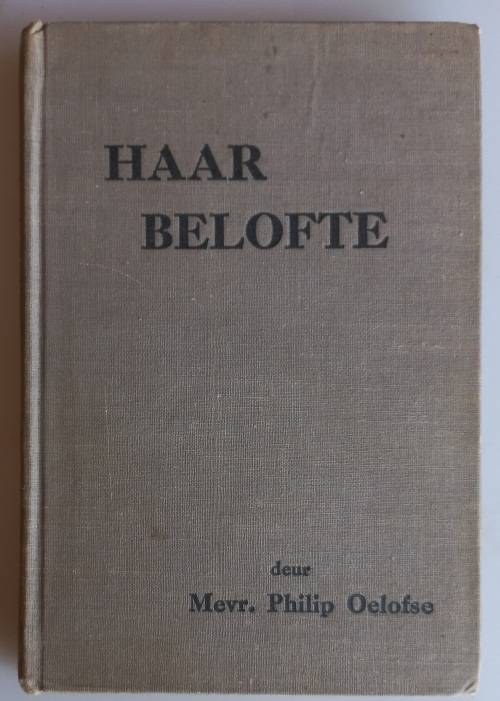 HAAR
BELOFTE
deur
Mevr. Philip Oelofse